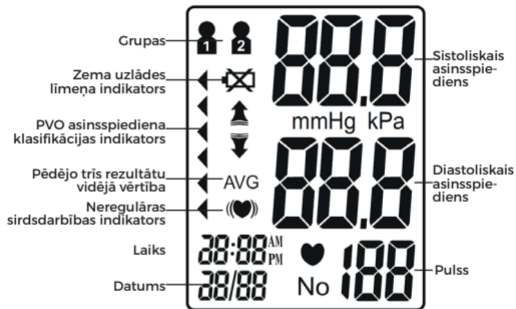 Grupas
1 2
Sistoliskais
asinsspie-
diens
Zema uzlādes
līmeņa indikators
88.8
mmHg kPa
PVO asinsspiediena
klasifikācijas indikators
Pēdējo trīs rezultātu
vidējā vērtība
AVG
88.8
Diastoliskais
asinsspie-
diens
Neregulāras
sirdsdarbības indikators
Laiks
28:88 AM
PM
Datums
28/88
No 188
Pulss